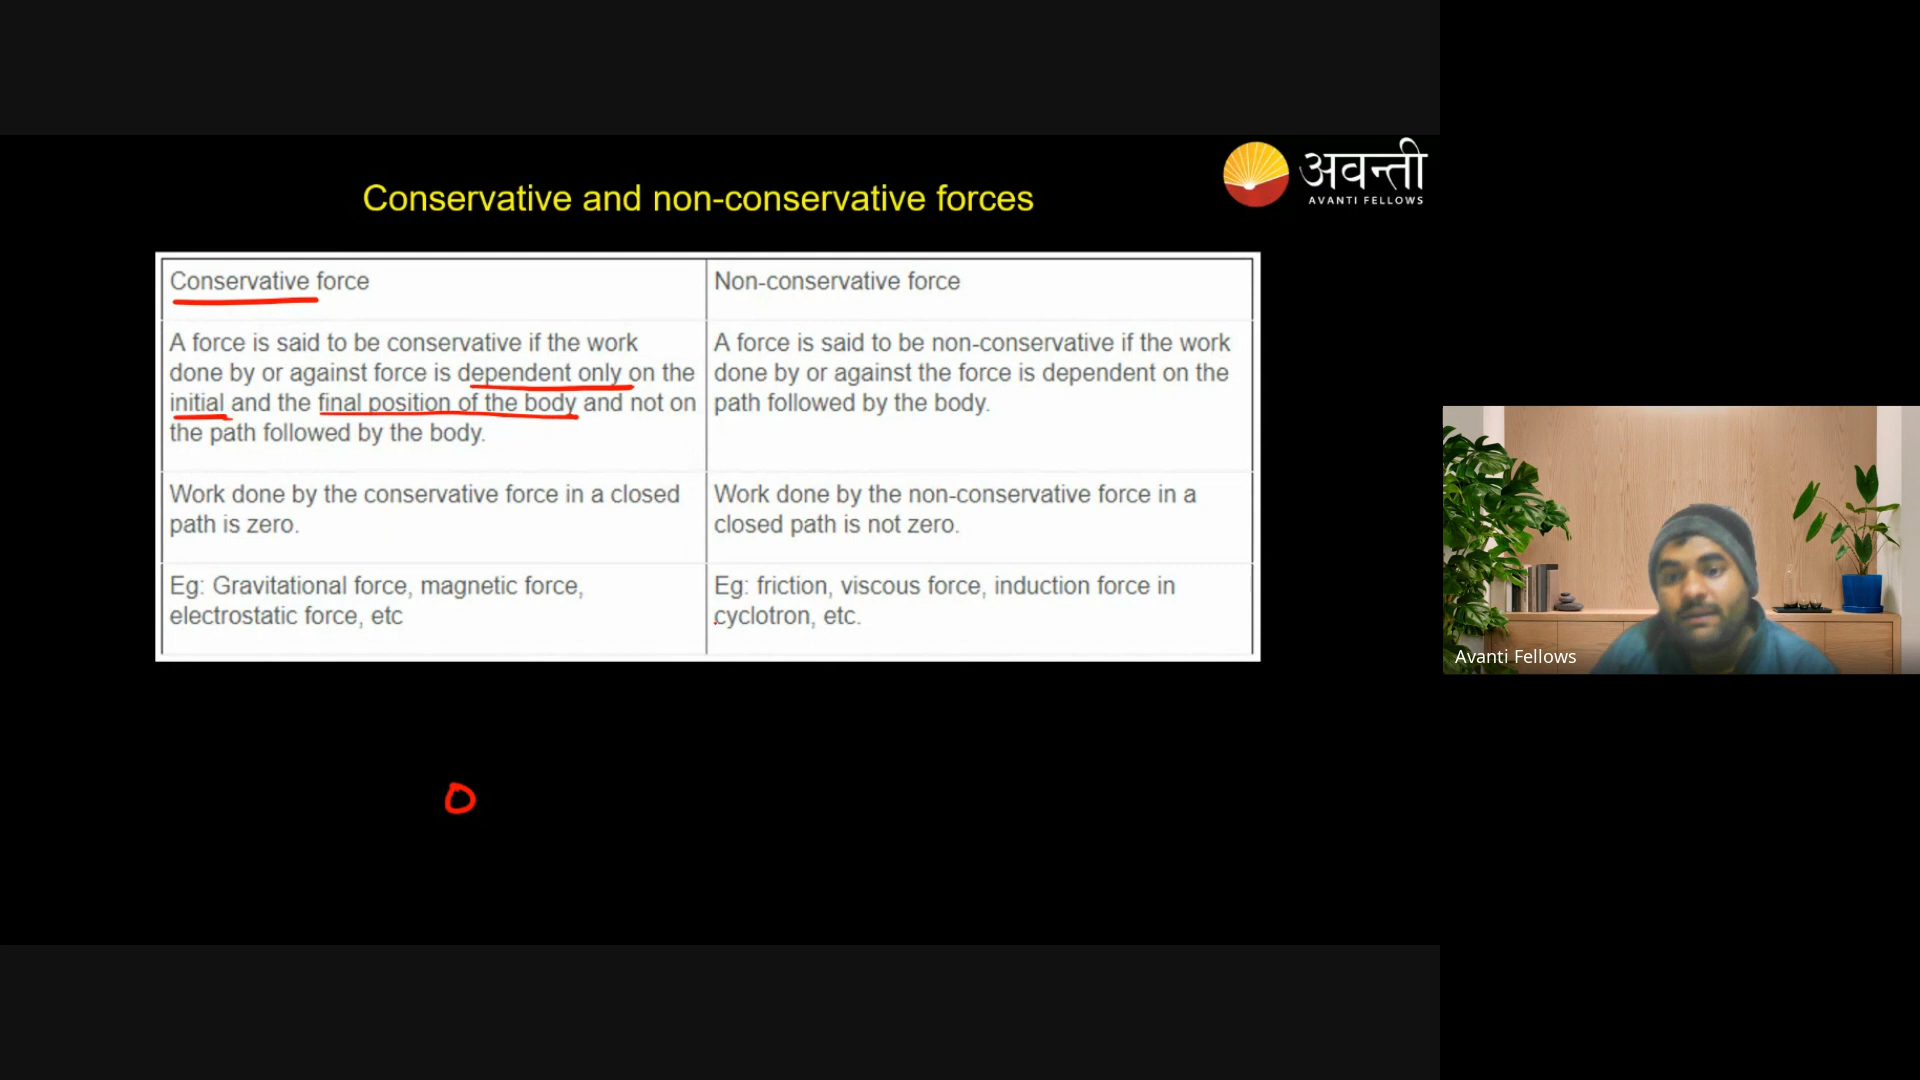 अवन्ती
AVANTI FELLOWS
Conservative and non-conservative forces
Conservative force
Non-conservative force
A force is said to be conservative if the work
done by or against force is dependent only on the
initial and the final position of the body and not on
the path followed by the body.
A force is said to be non-conservative if the work
done by or against the force is dependent on the
path followed by the body.
Work done by the conservative force in a closed
path is zero.
Work done by the non-conservative force in a
closed path is not zero.
Eg: Gravitational force, magnetic force,
electrostatic force, etc
Eg: friction, viscous force, induction force in
cyclotron, etc.
Avanti Fellows